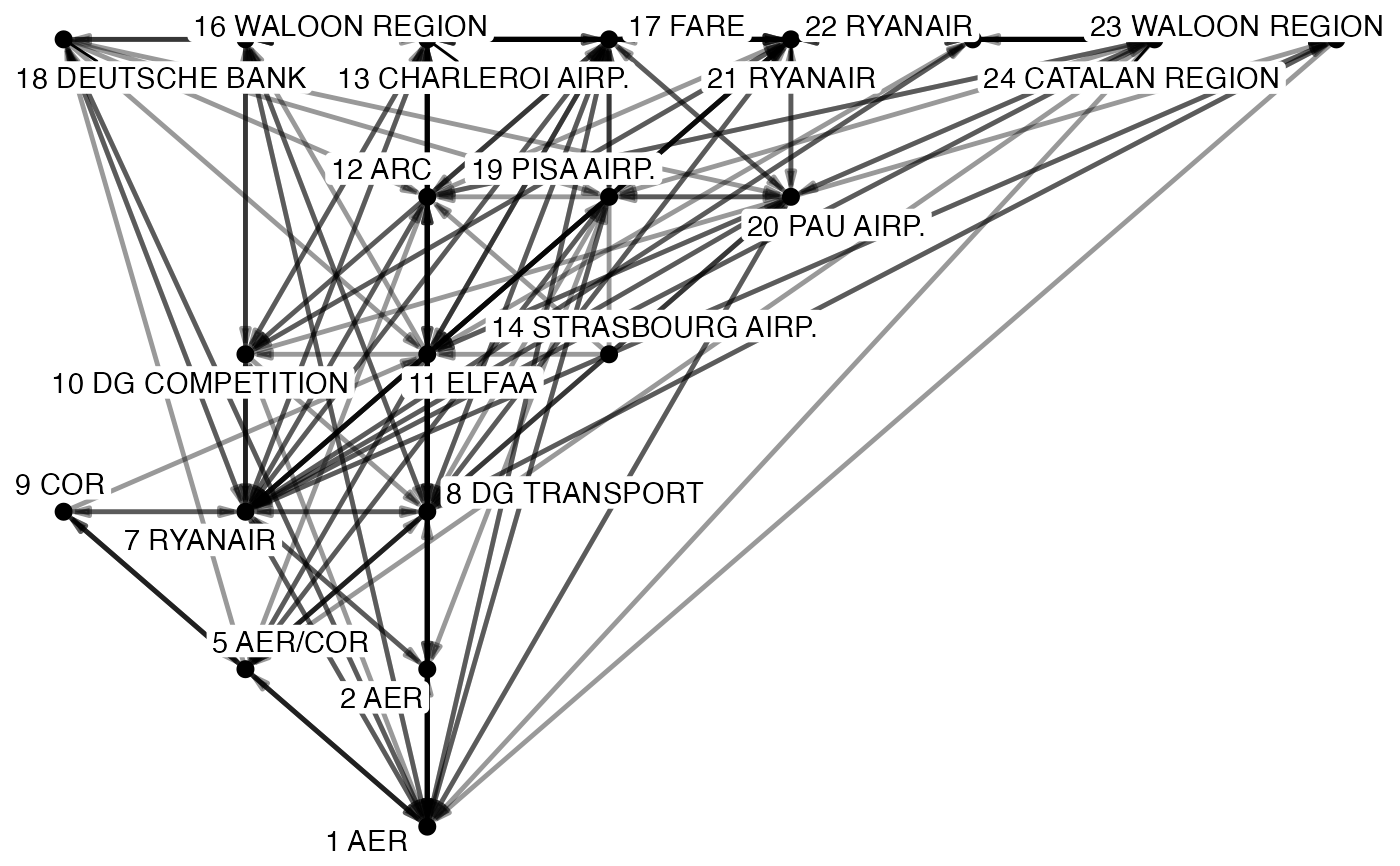 16 WALOON REGION
17 FARE
22 RYANAIR
23 WALOON REGION
18 DEUTSCHE BANK
13 CHARLEROI AIRP.
21 RYANAIR
24 CATALAN REGION
12 ARC
19 PISA AIRP.
20 PAU AIRP.
14 STRASBOURG AIRP.
10 DG COMPETITION
11 ELFAA
9 COR
8 DG TRANSPORT
7 RYANAIR
5 AER/COR
2 AER
1 AER